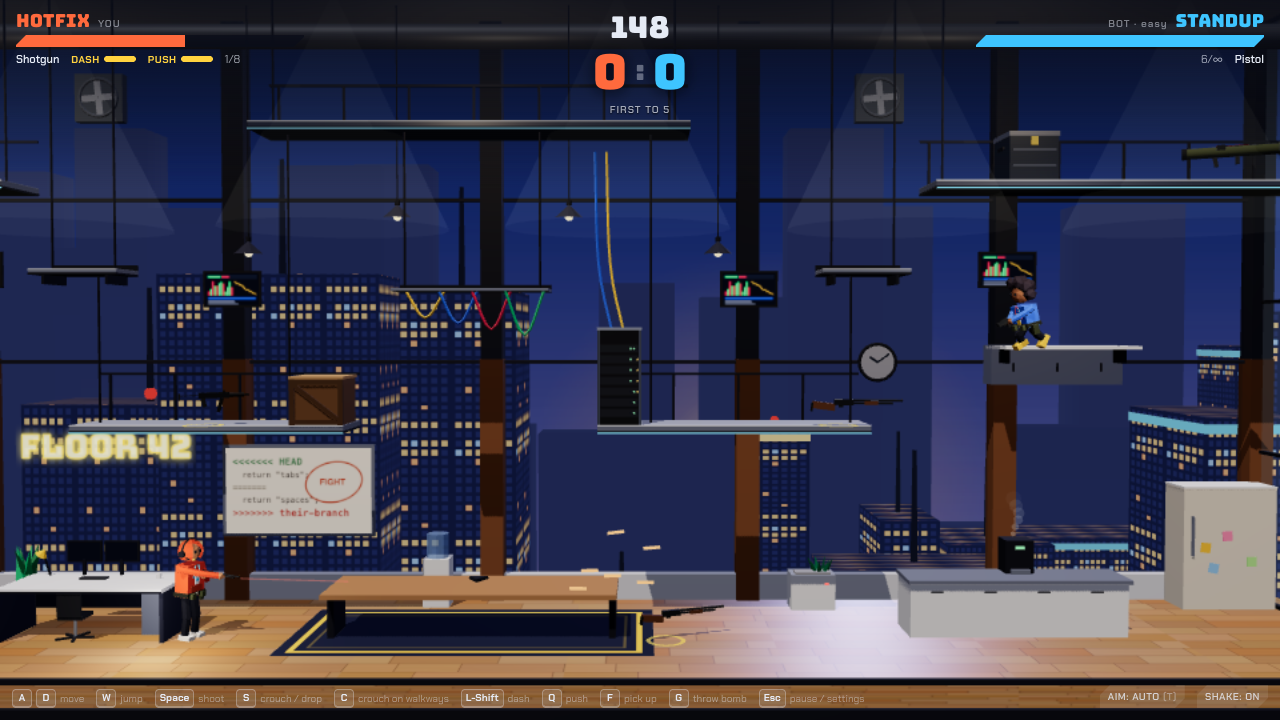 HOTFIX YOU
148
BOT · easy STANDUP
Shotgun DASH PUSH 1/8
0 : 0
6/∞ Pistol
FIRST TO 5
FLOOR 42
<<<<<<< HEAD
return "tabs"
=======
return "spaces"
>>>>>>> their-branch
FIGHT
A D move W jump Space shoot S crouch / drop C crouch on walkways L-Shift dash Q push F pick up G throw bomb Esc pause / settings
AIM: AUTO [T] SHAKE: ON